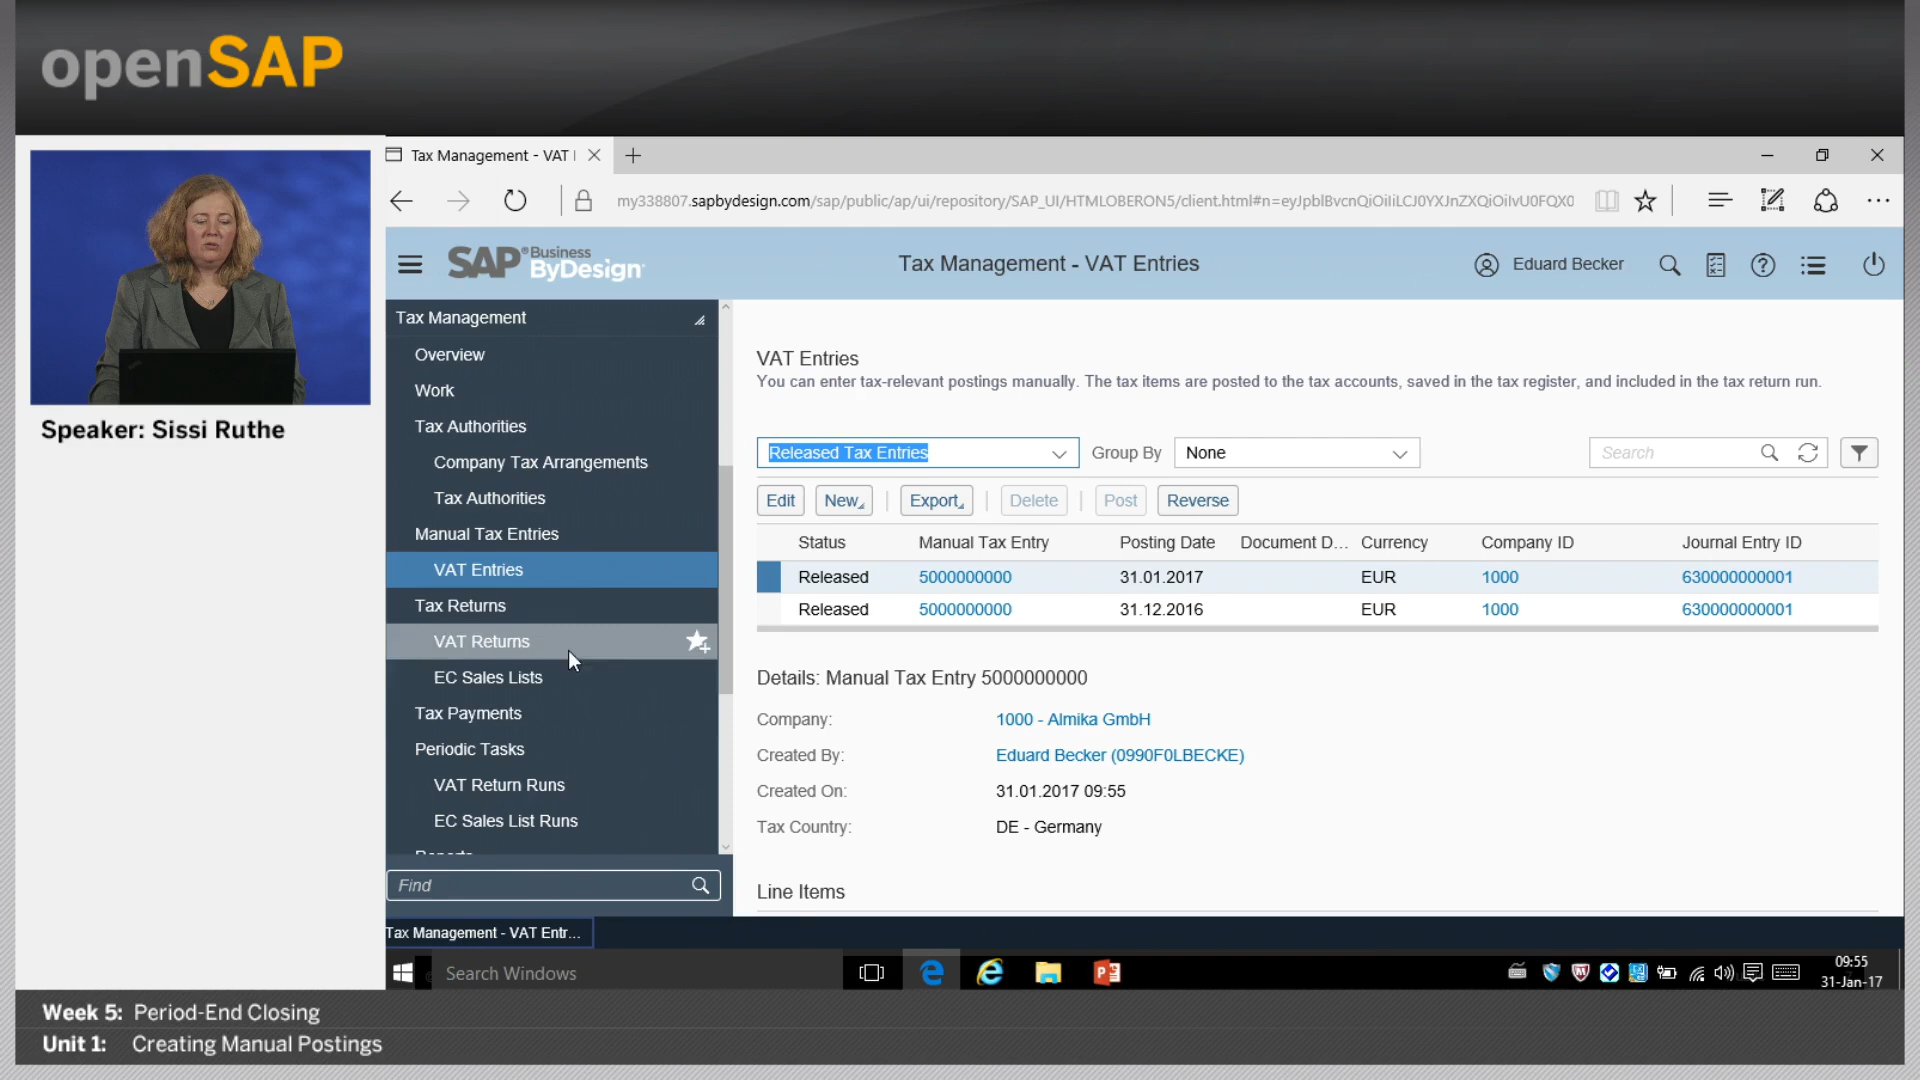 openSAP
Speaker: Sissi Ruthe
Tax Management - VAT
my338807.sapbydesign.com/sap/public/ap/ui/repository/SAP_UI/HTMLOBERON5/client.html#n=
SAP Business ByDesign
Tax Management - VAT Entries
Eduard Becker
Tax Management
Overview
Work
Tax Authorities
Company Tax Arrangements
Tax Authorities
Manual Tax Entries
VAT Entries
Tax Returns
VAT Returns
EC Sales Lists
Tax Payments
Periodic Tasks
VAT Return Runs
EC Sales List Runs
Find
VAT Entries
You can enter tax-relevant postings manually. The tax items are posted to the tax accounts, saved in the tax register, and included in the tax return run.
Released Tax Entries Group By None Search
Edit New Export Delete Post Reverse
Status Manual Tax Entry Posting Date Document D... Currency Company ID Journal Entry ID
Released 5000000000 31.01.2017 EUR 1000 630000000001
Released 5000000000 31.12.2016 EUR 1000 630000000001
Details: Manual Tax Entry 5000000000
Company: 1000 - Almika GmbH
Created By: Eduard Becker (0990F0LBECKE)
Created On: 31.01.2017 09:55
Tax Country: DE - Germany
Line Items
Tax Management - VAT Entr...
Search Windows
09:55
31-Jan-17
Week 5: Period-End Closing
Unit 1: Creating Manual Postings